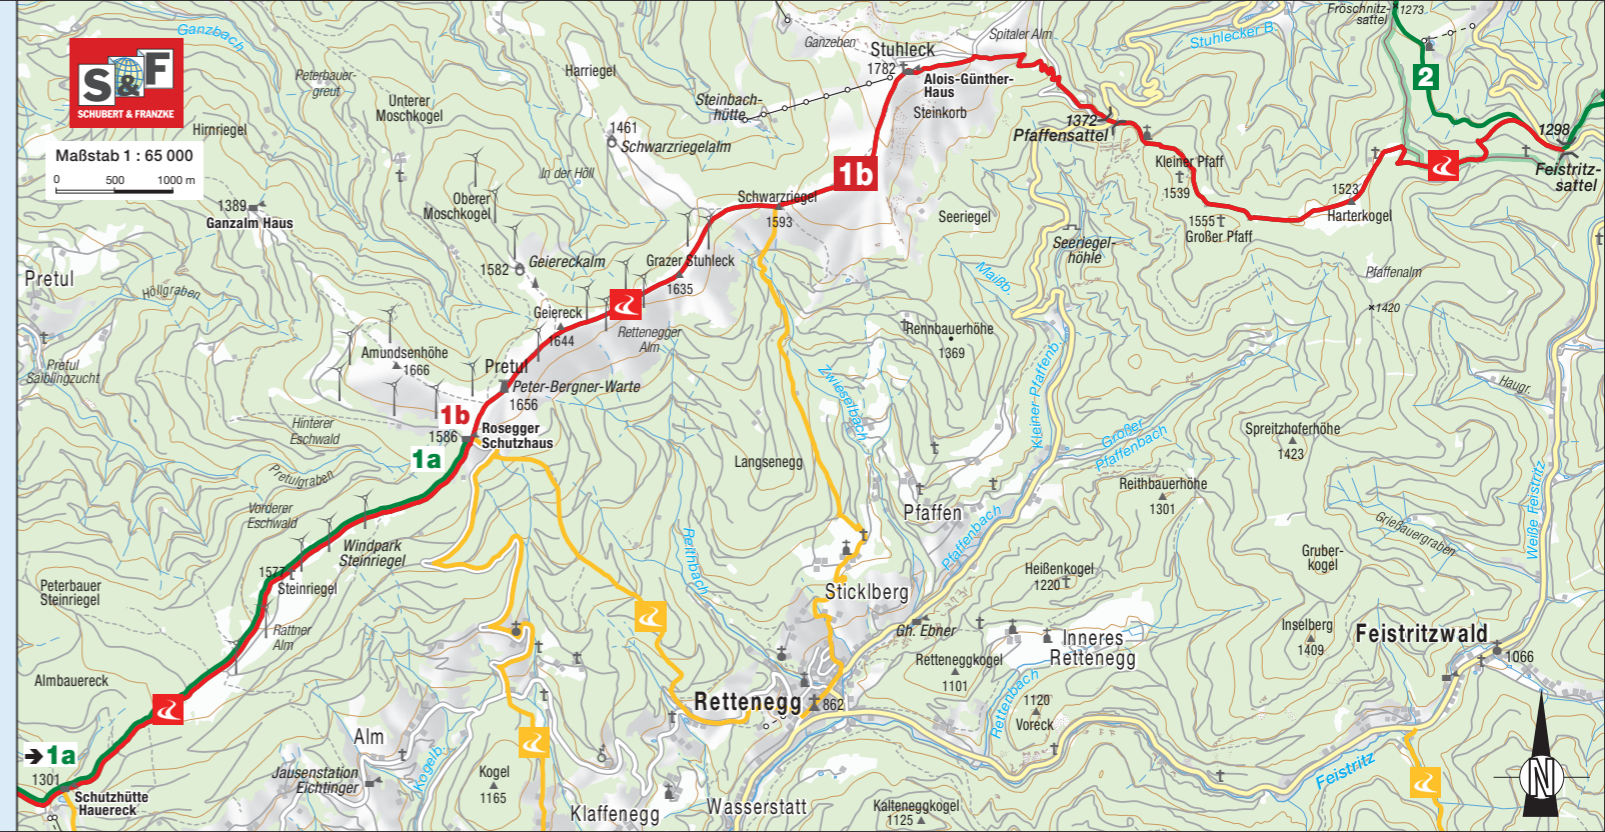 Ganzbach
S&F
SCHUBERT & FRANZKE
Maßstab 1 : 65 000
0 500 1000 m
Hirnriegel
Peterbauer-
greut
Unterer
Moschkogel
Harriegel
Ganzeben
Stuhleck
1782
Alois-Günther-
Haus
Steinkorb
Spitaler Alm
Stuhlecker B.
Fröschnitz-
sattel
×1273
2
1298
Feistritz-
sattel
Steinbach-
hütte
1461
Schwarzriegelalm
In der Höll
1372
Pfaffensattel
Kleiner Pfaff
1539
1555
Großer Pfaff
1523
Harterkogel
1b
Schwarzriegel
1593
Seeriegel
Seeriegel-
höhle
Maißb.
Pfaffenalm
×1420
1389
Ganzalm Haus
Oberer
Moschkogel
1582
Geiereckalm
Grazer Stuhleck
1635
Geiereck
1644
Rettenegger
Alm
Pretul
Höllgraben
Pretul
Saiblingzucht
Amundsenhöhe
1666
Pretul
Peter-Bergner-Warte
1656
1b
1586
Rosegger
Schutzhaus
1a
Hinterer
Eschwald
Pretulgraben
Vorderer
Eschwald
Windpark
Steinriegel
1577
Steinriegel
Peterbauer
Steinriegel
Rattner
Alm
Almbauereck
1a
1301
Schutzhütte
Hauereck
Alm
Jausenstation
Eichtinger
Kogelb.
Kogel
1165
Klaffenegg
Wasserstatt
Rennbauerhöhe
1369
Zwieselbach
Langsenegg
Kleiner Pfaffenb.
Großer
Pfaffenbach
Pfaffen
Pfaffenbach
Reithbach
Sticklberg
Gh. Ebner
Rettenegg
862
Retteneggkogel
1101
Rettenbach
1120
Voreck
Inneres
Rettenegg
Heißenkogel
1220
Kalteneggkogel
1125
Haugr.
Spreitzhoferhöhe
1423
Reithbauerhöhe
1301
Grießauergraben
Weiße Feistritz
Gruber-
kogel
Inselberg
1409
Feistritzwald
1066
Feistritz
N